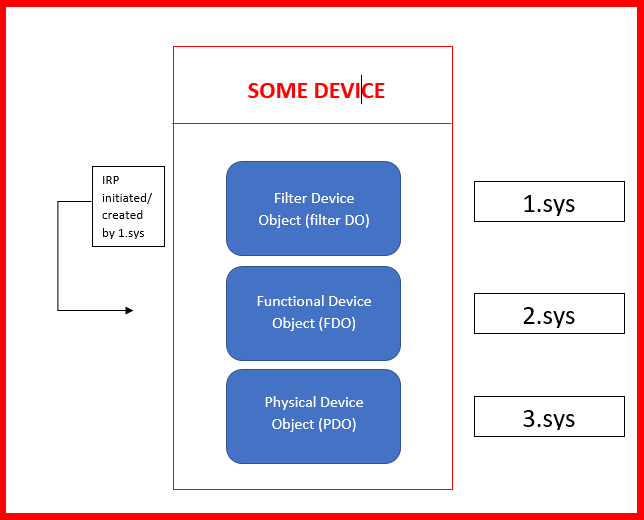 SOME DEVICE
IRP
initiated/
created
by 1.sys
Filter Device
Object (filter DO)
1.sys
Functional Device
Object (FDO)
2.sys
Physical Device
Object (PDO)
3.sys